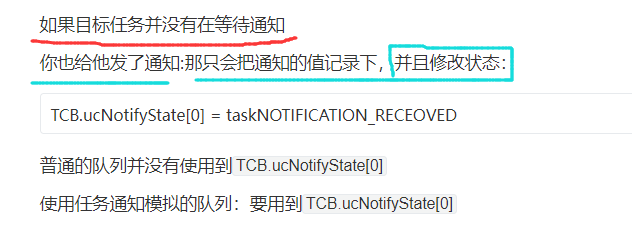 如果目标任务并没有在等待通知
你也给他发了通知:那只会把通知的值记录下，并且修改状态：
TCB.ucNotifyState[0] = taskNOTIFICATION_RECEOVED
普通的队列并没有使用到TCB.ucNotifyState[0]
使用任务通知模拟的队列：要用到TCB.ucNotifyState[0]